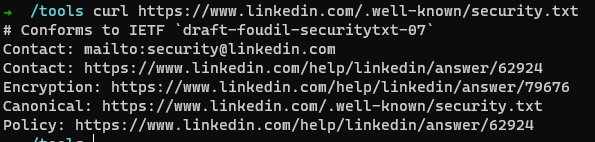 → /tools curl https://www.linkedin.com/.well-known/security.txt
# Conforms to IETF `draft-foudil-securitytxt-07`
Contact: mailto:security@linkedin.com
Contact: https://www.linkedin.com/help/linkedin/answer/62924
Encryption: https://www.linkedin.com/help/linkedin/answer/79676
Canonical: https://www.linkedin.com/.well-known/security.txt
Policy: https://www.linkedin.com/help/linkedin/answer/62924
/tools